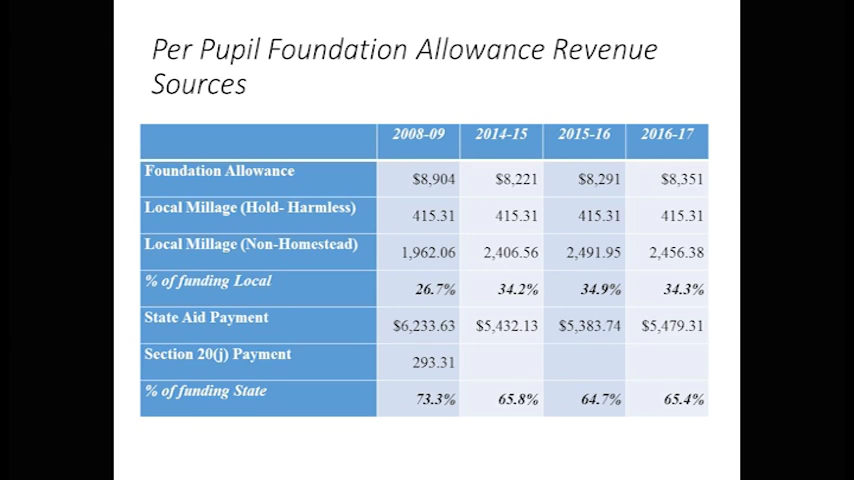 Per Pupil Foundation Allowance Revenue
Sources
2008-09 2014-15 2015-16 2016-17
Foundation Allowance $8,904 $8,221 $8,291 $8,351
Local Millage (Hold- Harmless) 415.31 415.31 415.31 415.31
Local Millage (Non-Homestead) 1,962.06 2,406.56 2,491.95 2,456.38
% of funding Local 26.7% 34.2% 34.9% 34.3%
State Aid Payment $6,233.63 $5,432.13 $5,383.74 $5,479.31
Section 20(j) Payment 293.31
% of funding State 73.3% 65.8% 64.7% 65.4%